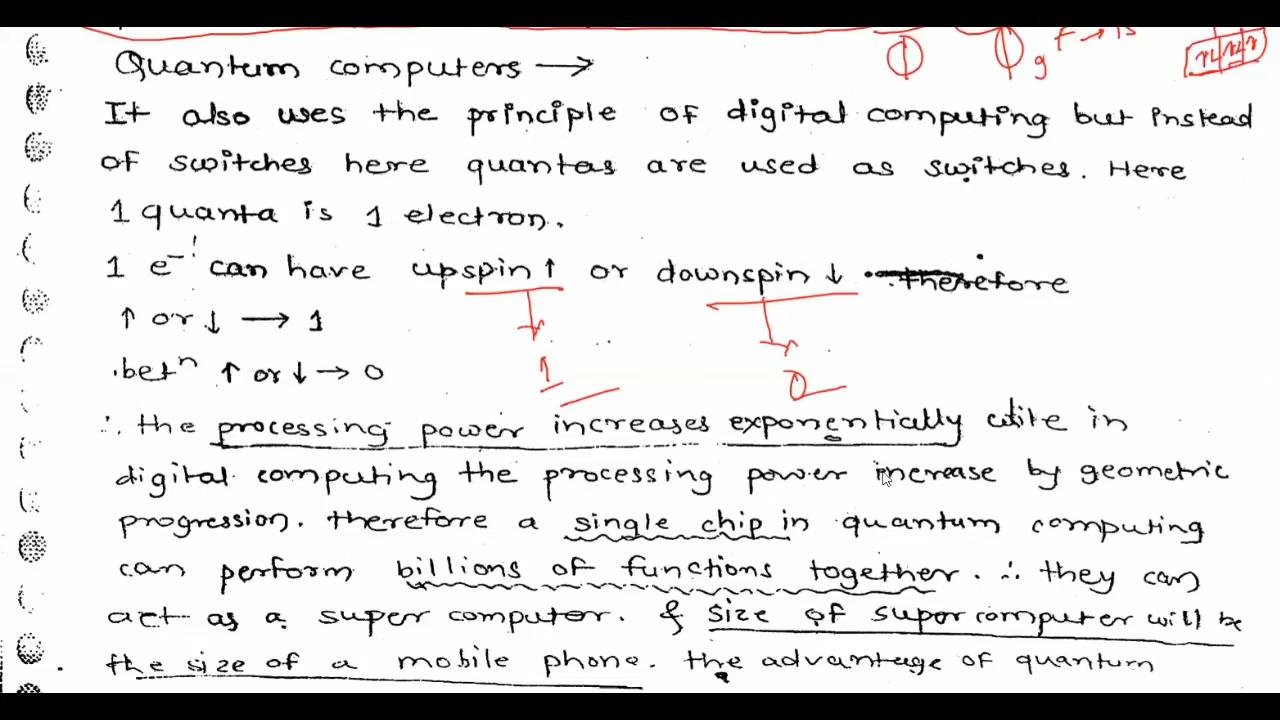 g F → 1s
Quantum computers →
It also uses the principle of digital computing but instead
of switches here quantas are used as switches. Here
1 quanta is 1 electron.
1 e⁻ can have upspin ↑ or downspin ↓ therefore
↑ or ↓ → 1
betⁿ ↑ or ↓ → 0
1 0
∴ the processing power increases exponentially while in
digital computing the processing power increase by geometric
progression. therefore a single chip in quantum computing
can perform billions of functions together. ∴ they can
act as a super computer. & size of super computer will be
the size of a mobile phone. the advantage of quantum